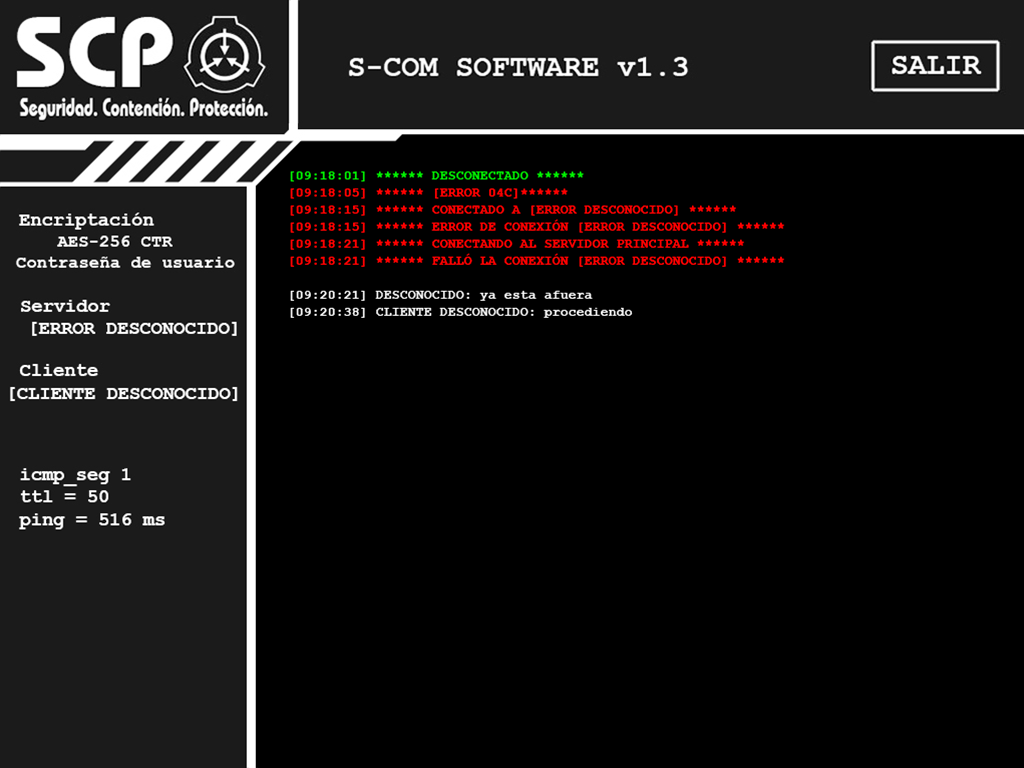 SCP
Seguridad. Contención. Protección.
S-COM SOFTWARE v1.3
SALIR
Encriptación
AES-256 CTR
Contraseña de usuario
Servidor
[ERROR DESCONOCIDO]
Cliente
[CLIENTE DESCONOCIDO]
icmp_seg 1
ttl = 50
ping = 516 ms
[09:18:01] ****** DESCONECTADO ******
[09:18:05] ****** [ERROR 04C]******
[09:18:15] ****** CONECTADO A [ERROR DESCONOCIDO] ******
[09:18:15] ****** ERROR DE CONEXIÓN [ERROR DESCONOCIDO] ******
[09:18:21] ****** CONECTANDO AL SERVIDOR PRINCIPAL ******
[09:18:21] ****** FALLÓ LA CONEXIÓN [ERROR DESCONOCIDO] ******
[09:20:21] DESCONOCIDO: ya esta afuera
[09:20:38] CLIENTE DESCONOCIDO: procediendo